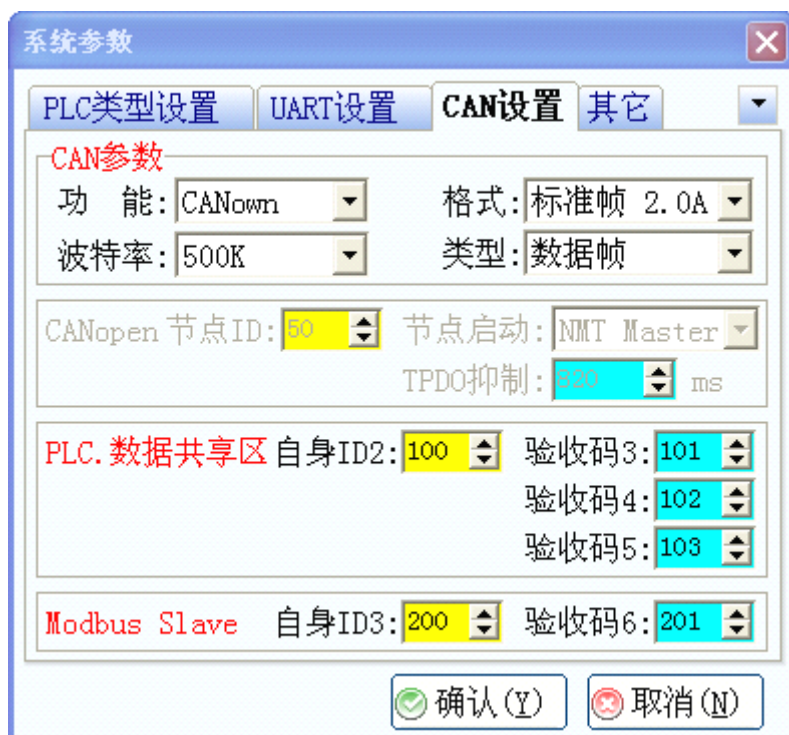 系统参数
PLC类型设置 UART设置 CAN设置 其它
CAN参数
功 能: CANown 格式: 标准帧 2.0A
波特率: 500K 类型: 数据帧
CANopen 节点ID: 50 节点启动: NMT Master
TPDO抑制: 820 ms
PLC.数据共享区 自身ID2: 100 验收码3: 101
验收码4: 102
验收码5: 103
Modbus Slave 自身ID3: 200 验收码6: 201
确认(Y) 取消(N)